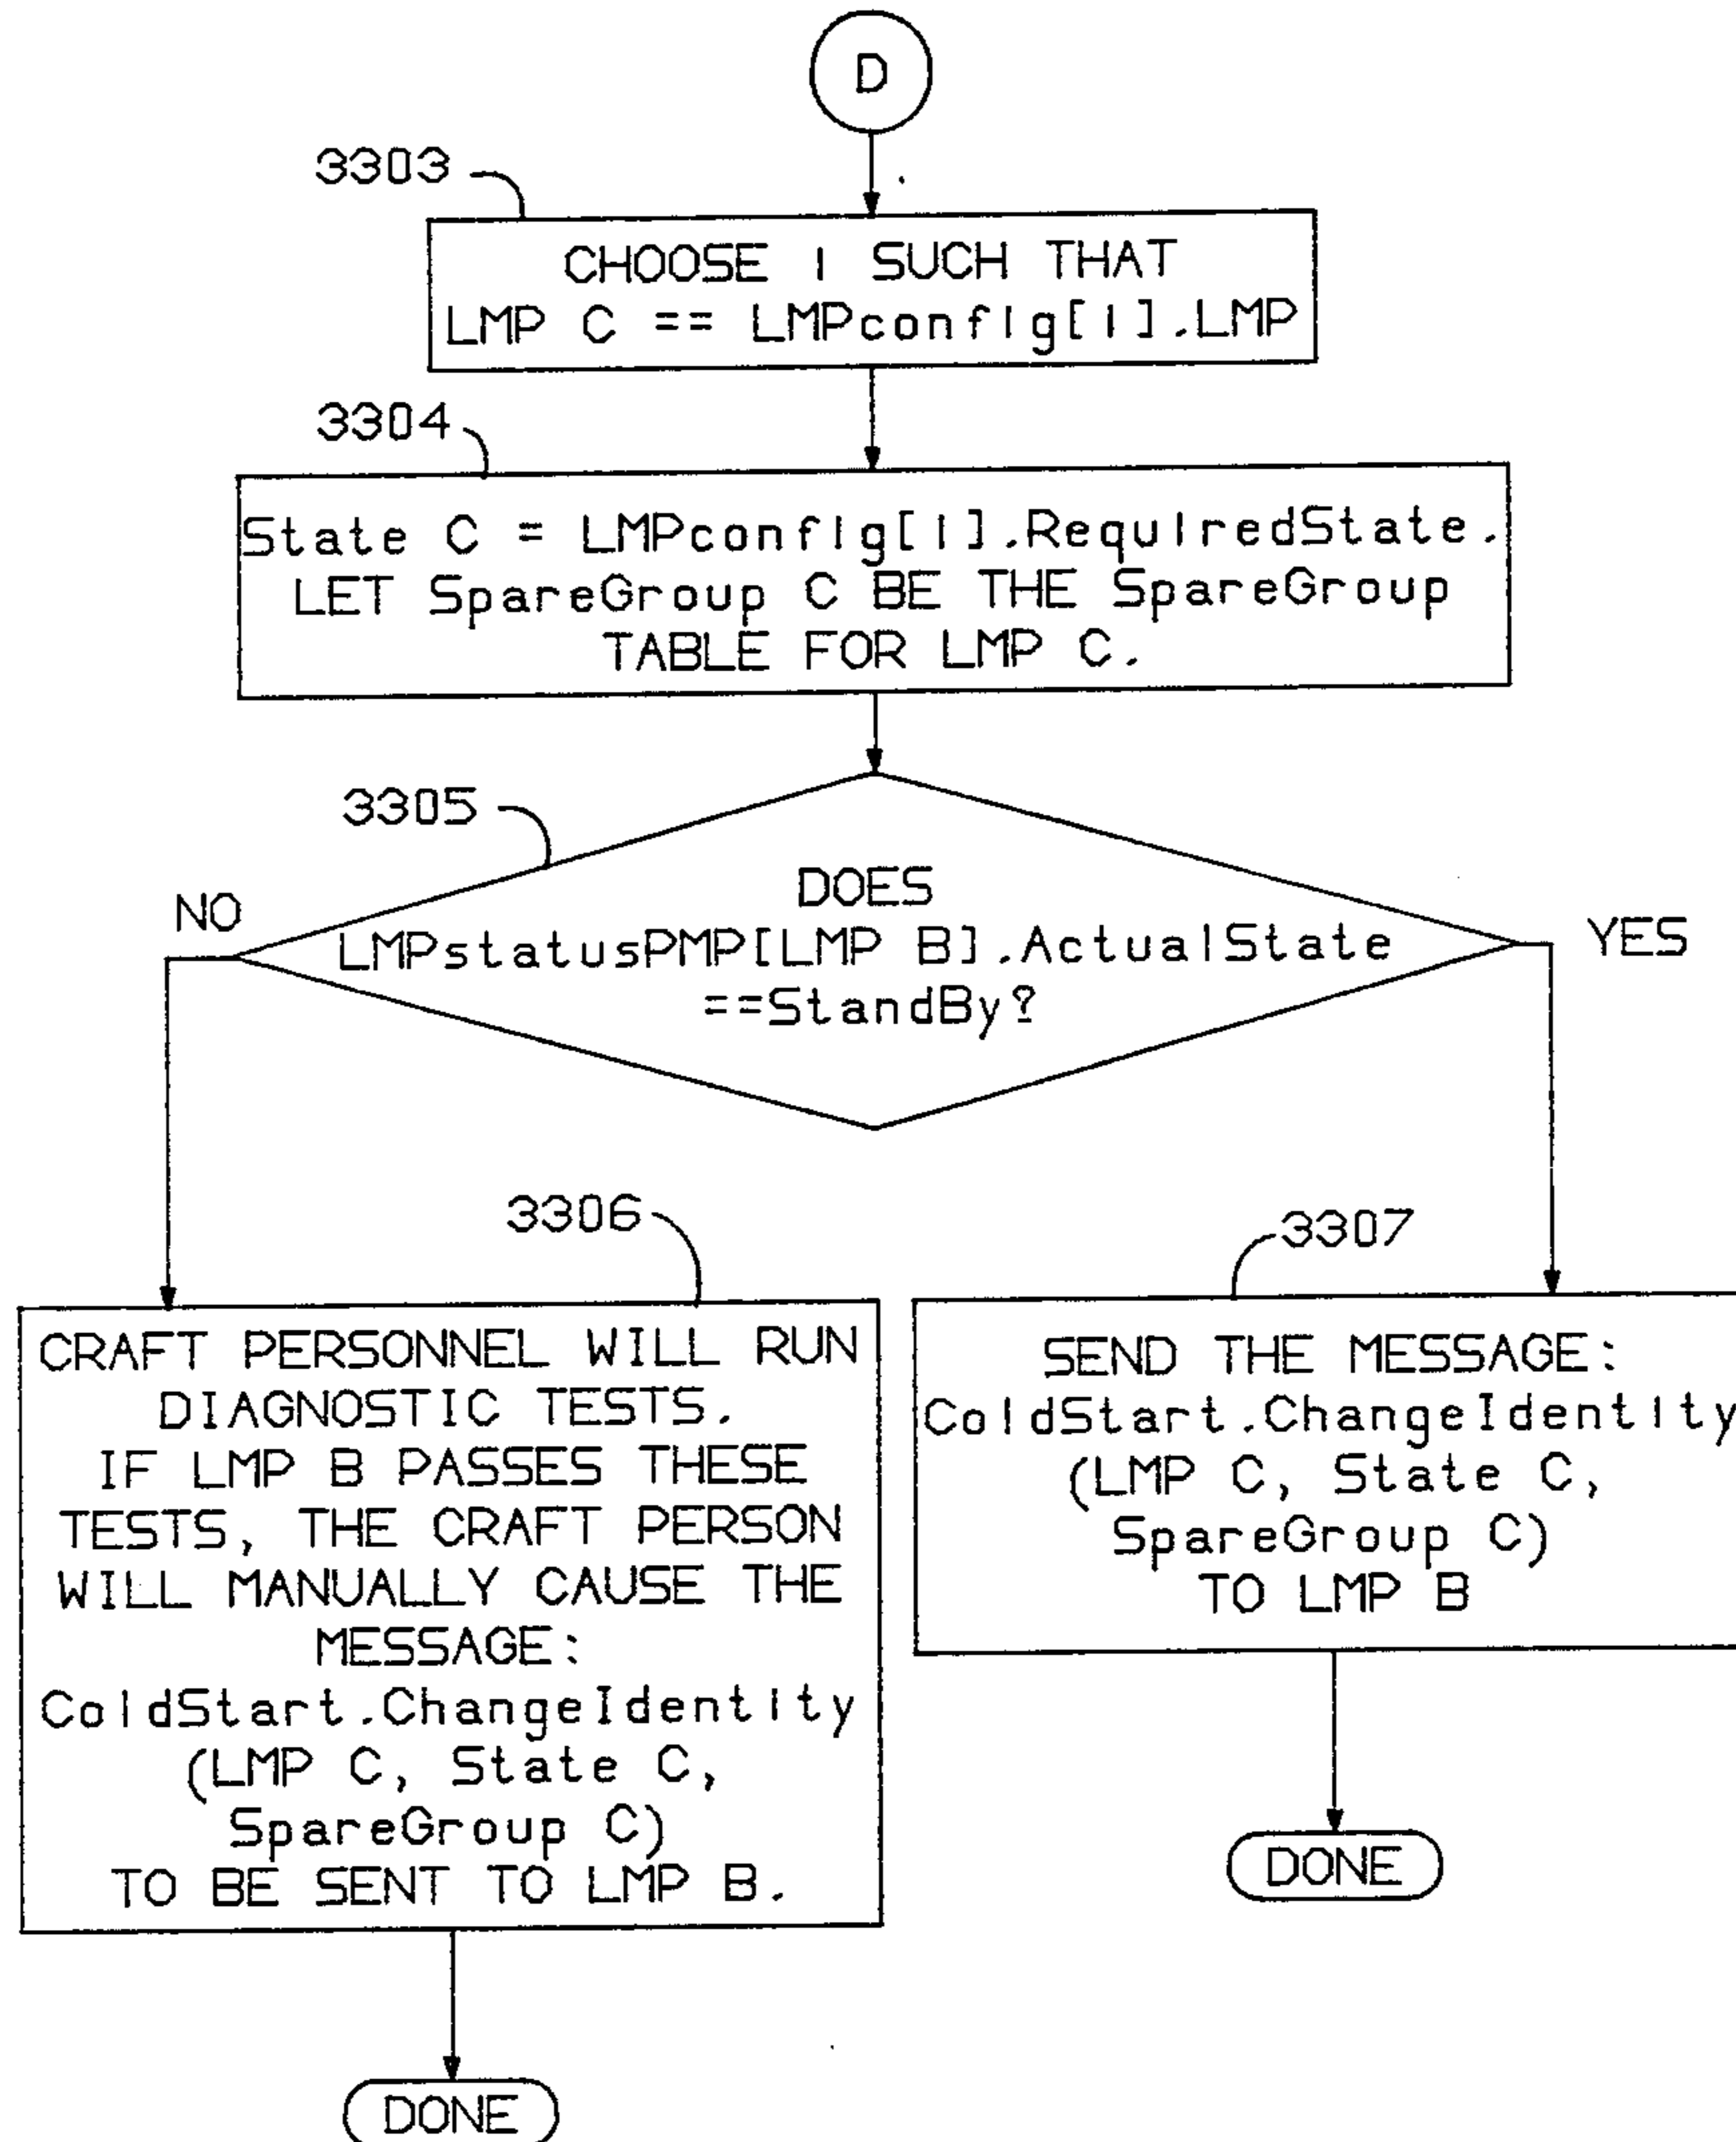 D
3303
CHOOSE i SUCH THAT
LMP C == LMPconfig[i].LMP
3304
State C = LMPconfig[i].RequiredState.
LET SpareGroup C BE THE SpareGroup
TABLE FOR LMP C.
3305
DOES
LMPstatusPMP[LMP B].ActualState
==StandBy?
NO
YES
3306
CRAFT PERSONNEL WILL RUN
DIAGNOSTIC TESTS.
IF LMP B PASSES THESE
TESTS, THE CRAFT PERSON
WILL MANUALLY CAUSE THE
MESSAGE:
ColdStart.ChangeIdentity
(LMP C, State C,
SpareGroup C)
TO BE SENT TO LMP B.
DONE
3307
SEND THE MESSAGE:
ColdStart.ChangeIdentity
(LMP C, State C,
SpareGroup C)
TO LMP B
DONE